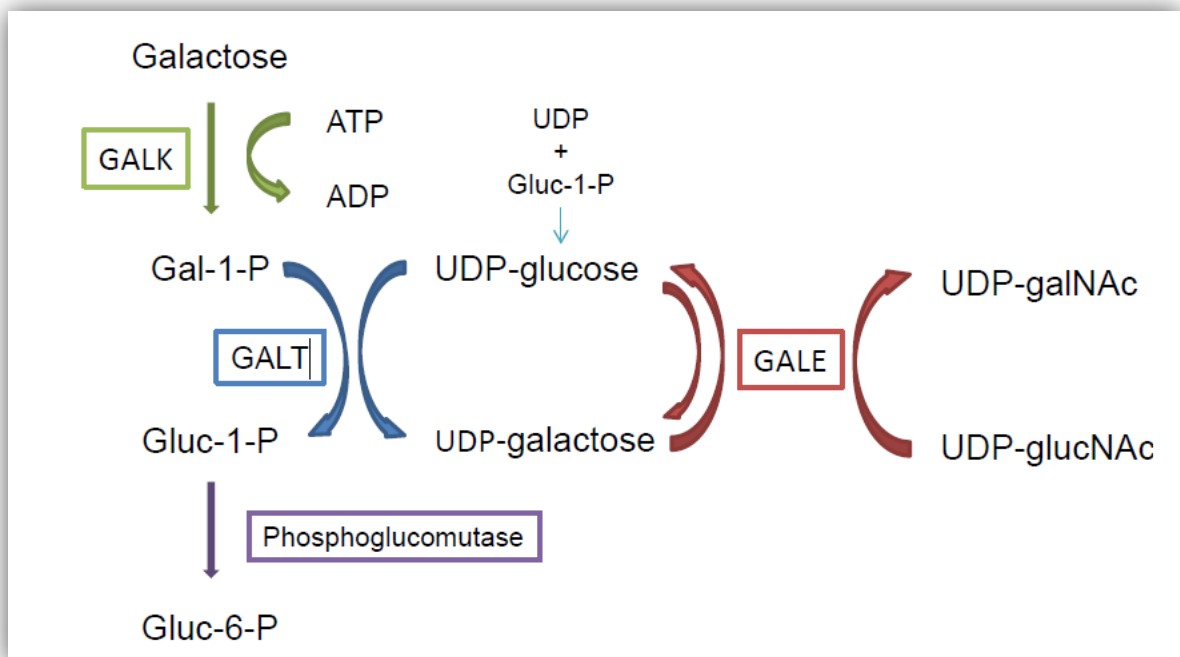 Galactose
ATP
UDP
+
Gluc-1-P
GALK
ADP
Gal-1-P
UDP-glucose
UDP-galNAc
GALT
GALE
Gluc-1-P
UDP-galactose
UDP-glucNAc
Phosphoglucomutase
Gluc-6-P